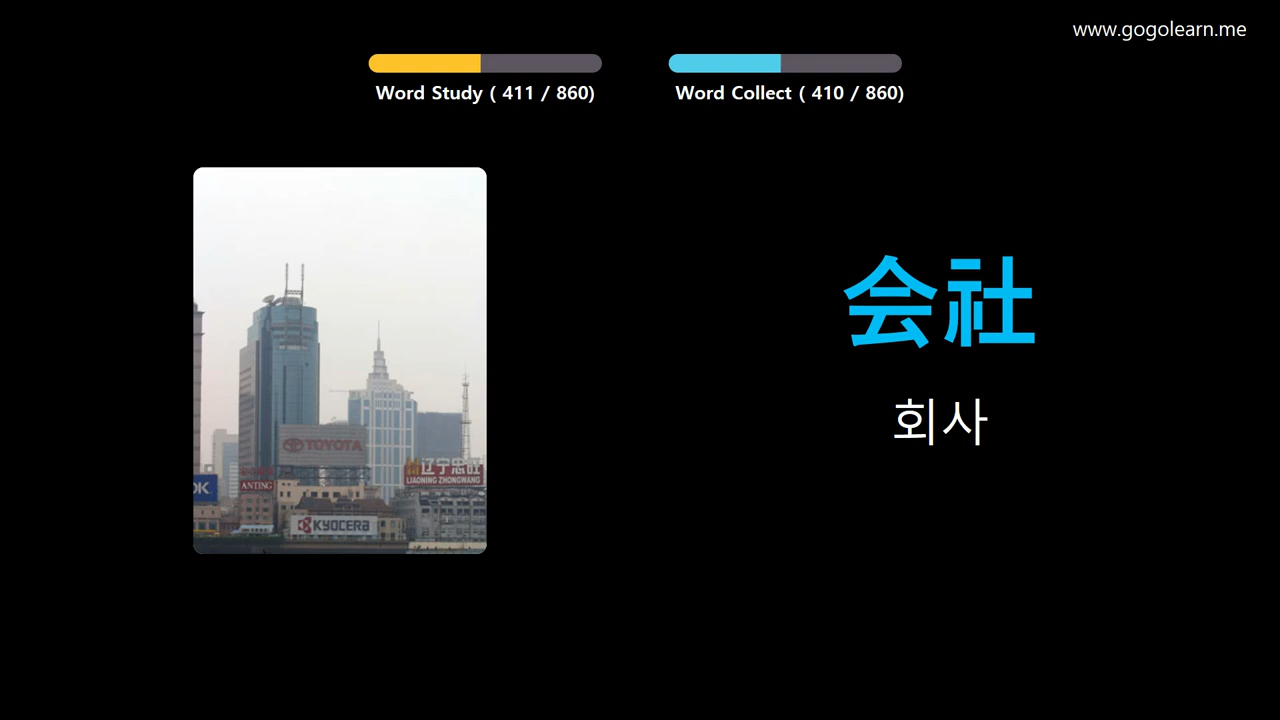 www.gogolearn.me
Word Study ( 411 / 860)
Word Collect ( 410 / 860)
会社
회사
TOYOTA
辽宁忠旺
LIAONING ZHONGWANG
ANTING
OK
KYOCERA